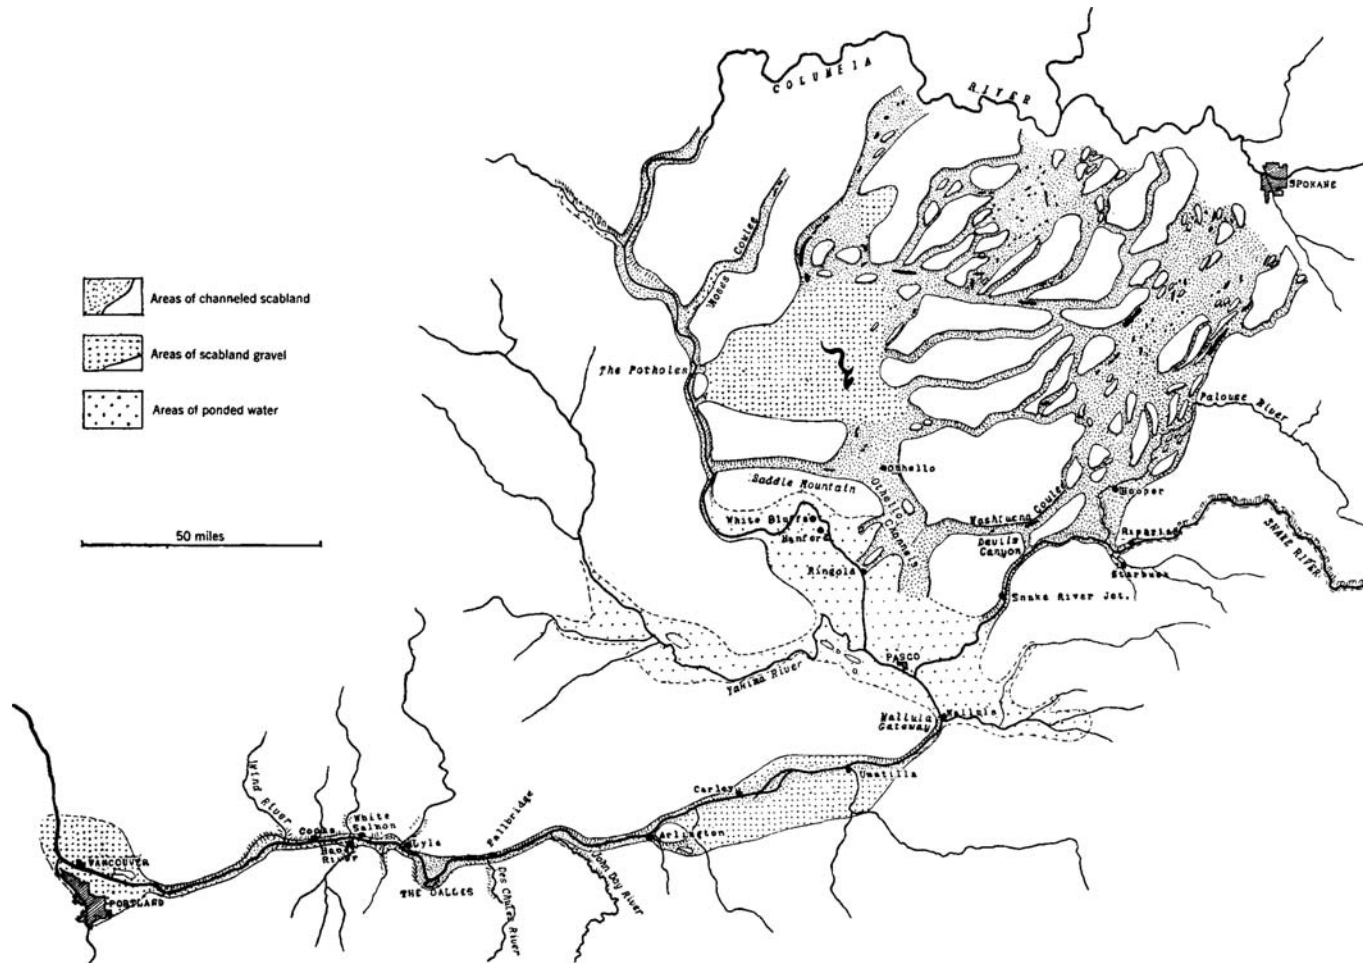 COLUMBIA
RIVER
SPOKANE
Moses Coulee
Areas of channeled scabland
Areas of scabland gravel
Areas of ponded water
The Potholes
Palouse River
Othello
Saddle Mountain
Hooper
Othello Channels
Washtucna Coulee
White Bluffs
Hanford
Devils
Canyon
Riparia
SNAKE RIVER
50 miles
Ringold
Starbuck
Snake River Jct.
PASCO
Yakima River
Wallula
Wallula
Gateway
Umatilla
Carley
Wind River
Fallbridge
White
Salmon
Cooks
Hood
River
Lyle
Arlington
VANCOUVER
THE DALLES
Des Chutes River
John Day River
PORTLAND